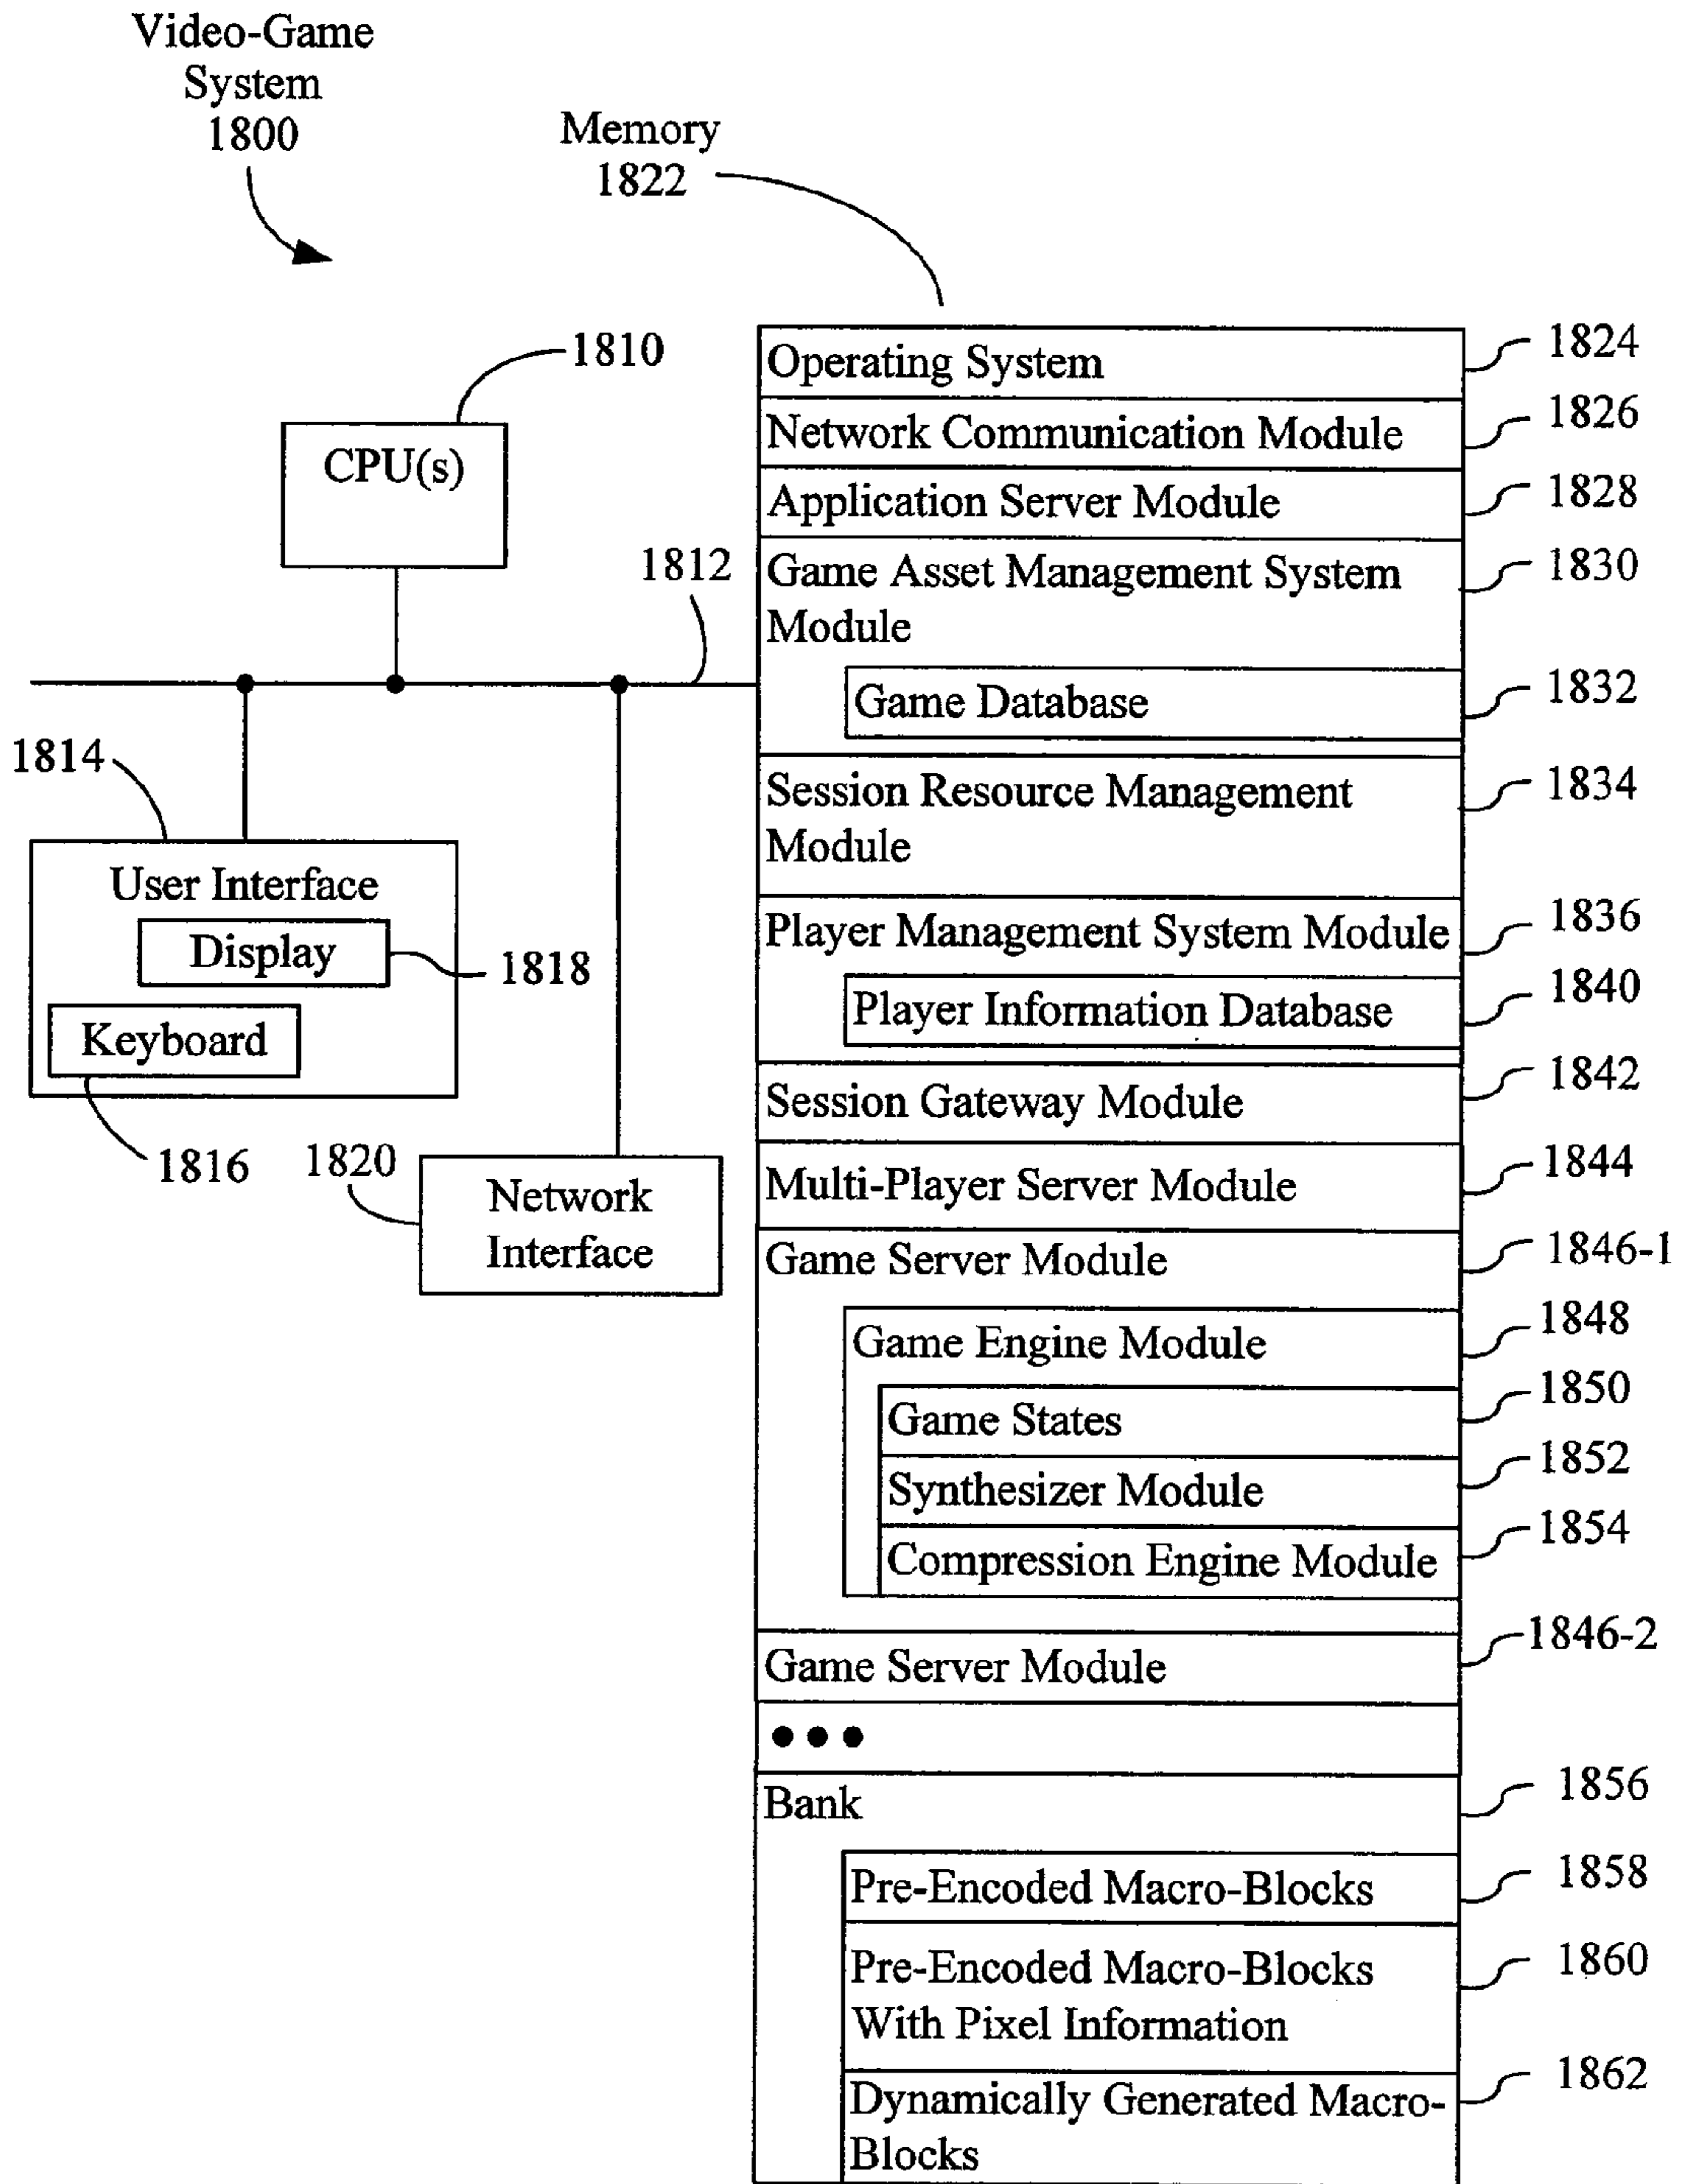 Video-Game
System
1800
Memory
1822
1810
CPU(s)
1812
1814
User Interface
Display
1818
Keyboard
1816
1820
Network
Interface
Operating System
1824
Network Communication Module
1826
Application Server Module
1828
Game Asset Management System
Module
1830
Game Database
1832
Session Resource Management
Module
1834
Player Management System Module
1836
Player Information Database
1840
Session Gateway Module
1842
Multi-Player Server Module
1844
Game Server Module
1846-1
Game Engine Module
1848
Game States
1850
Synthesizer Module
1852
Compression Engine Module
1854
Game Server Module
1846-2
•••
Bank
1856
Pre-Encoded Macro-Blocks
1858
Pre-Encoded Macro-Blocks
With Pixel Information
1860
Dynamically Generated Macro-
Blocks
1862